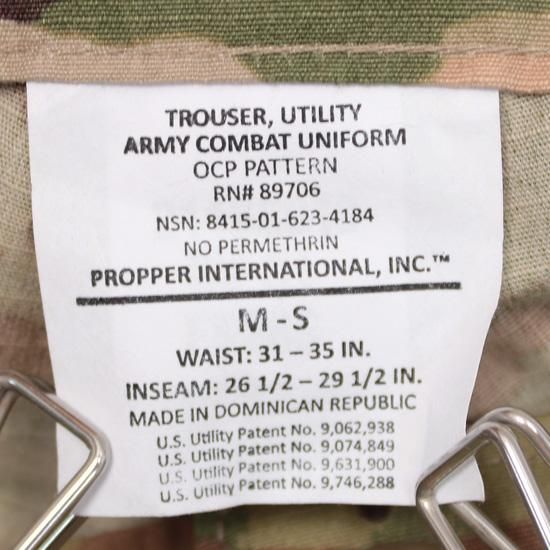 TROUSER, UTILITY
ARMY COMBAT UNIFORM
OCP PATTERN
RN# 89706
NSN: 8415-01-623-4184
NO PERMETHRIN
PROPPER INTERNATIONAL, INC.™
M - S
WAIST: 31 – 35 IN.
INSEAM: 26 1/2 – 29 1/2 IN.
MADE IN DOMINICAN REPUBLIC
U.S. Utility Patent No. 9,062,938
U.S. Utility Patent No. 9,074,849
U.S. Utility Patent No. 9,631,900
U.S. Utility Patent No. 9,746,288